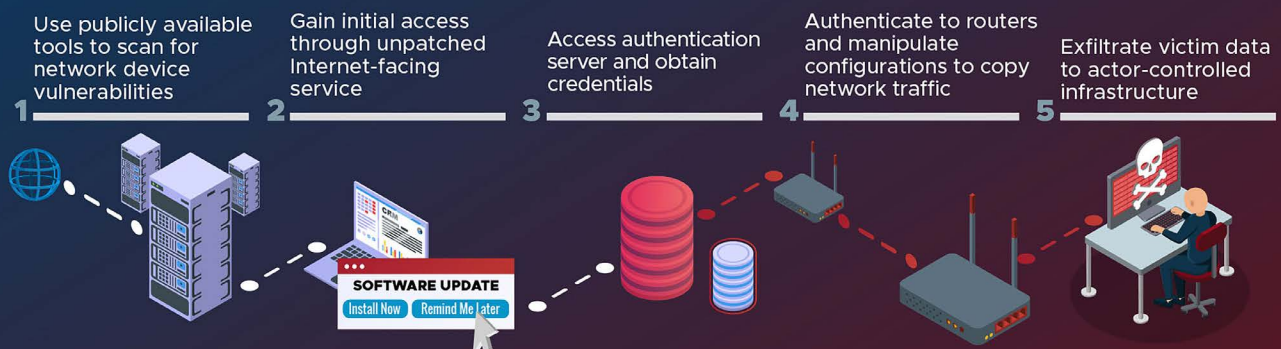 Use publicly available
tools to scan for
network device
vulnerabilities
1
Gain initial access
through unpatched
Internet-facing
service
2
Access authentication
server and obtain
credentials
3
Authenticate to routers
and manipulate
configurations to copy
network traffic
4
Exfiltrate victim data
to actor-controlled
infrastructure
5
CRM
SOFTWARE UPDATE
Install Now
Remind Me Later